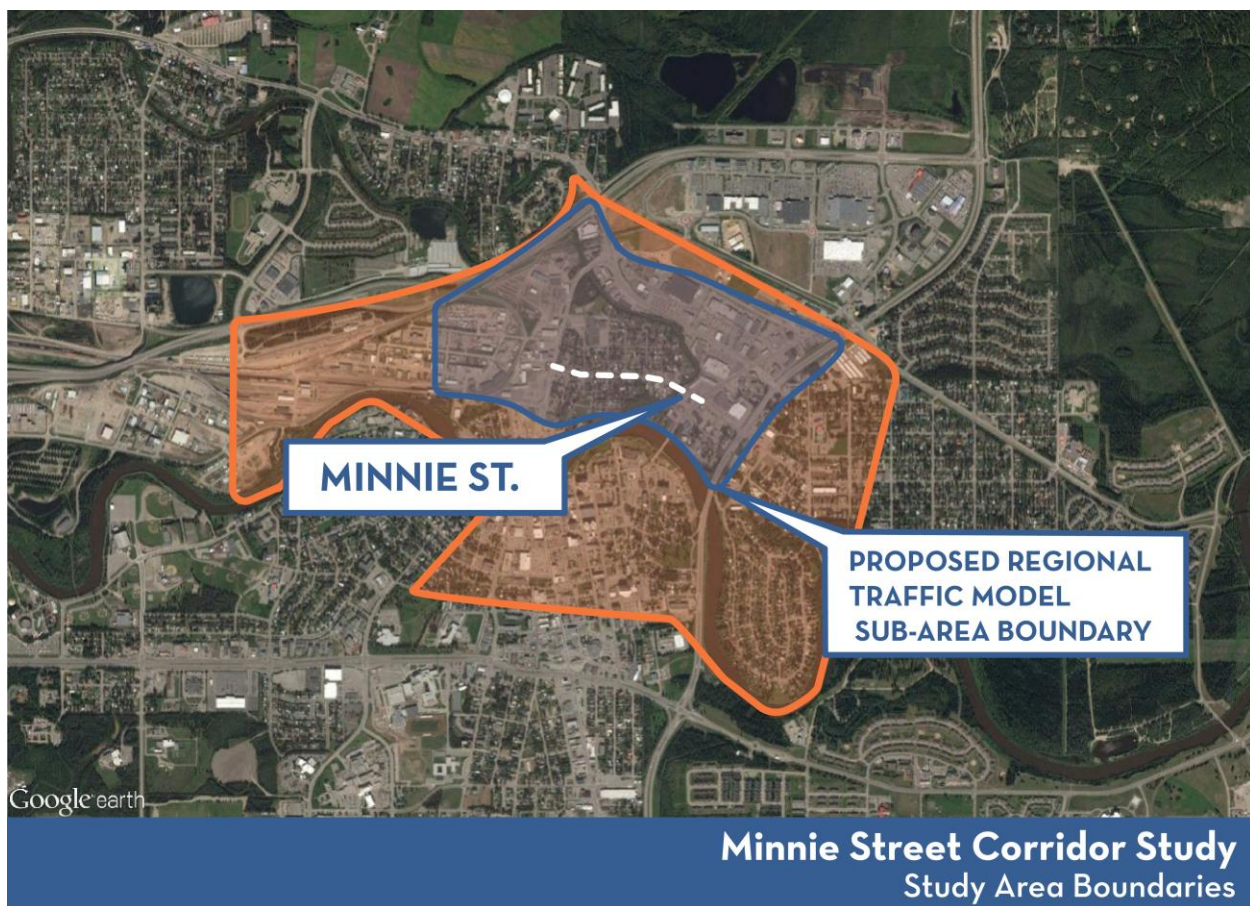 MINNIE ST.
PROPOSED REGIONAL
TRAFFIC MODEL
SUB-AREA BOUNDARY
Google earth
Minnie Street Corridor Study
Study Area Boundaries